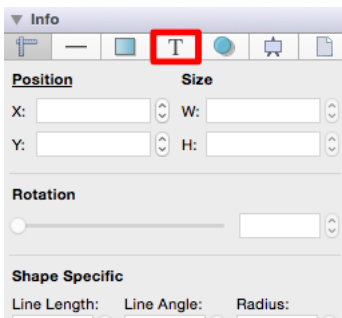 Info
T
Position Size
X: W:
Y: H:
Rotation
Shape Specific
Line Length: Line Angle: Radius: